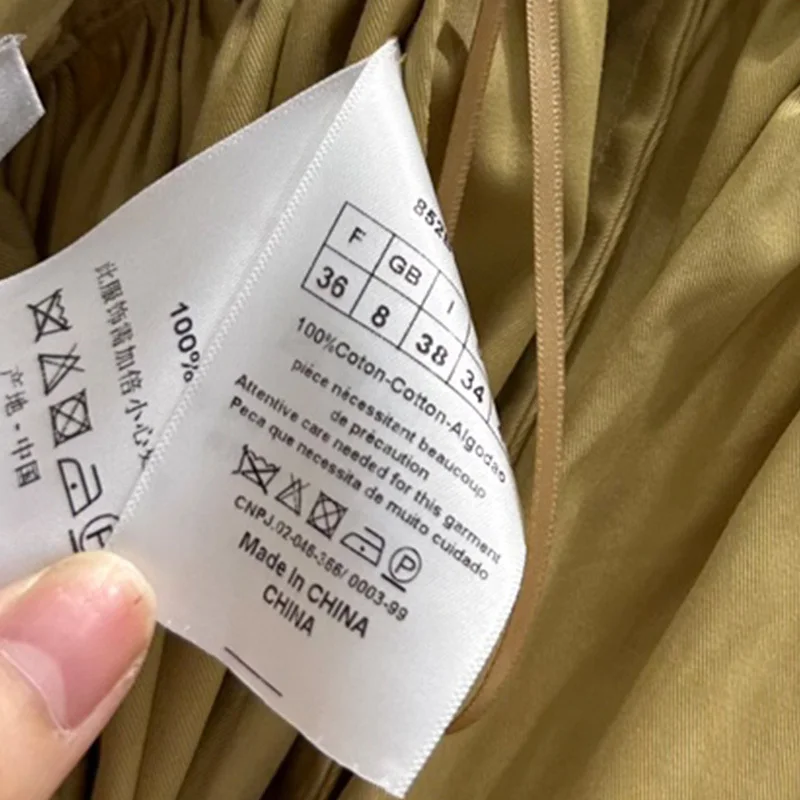 此服饰需加倍小心
100%
产地·中国
852
F GB I
36 8 38 34
100%Coton-Cotton-Algodao
pièce nècessitant beaucoup
de précaution
Attentive care needed for this garment
Peca que necessita de muito cuidado
P
CNPJ.02-046-366/ 0003-99
Made In CHINA
CHINA